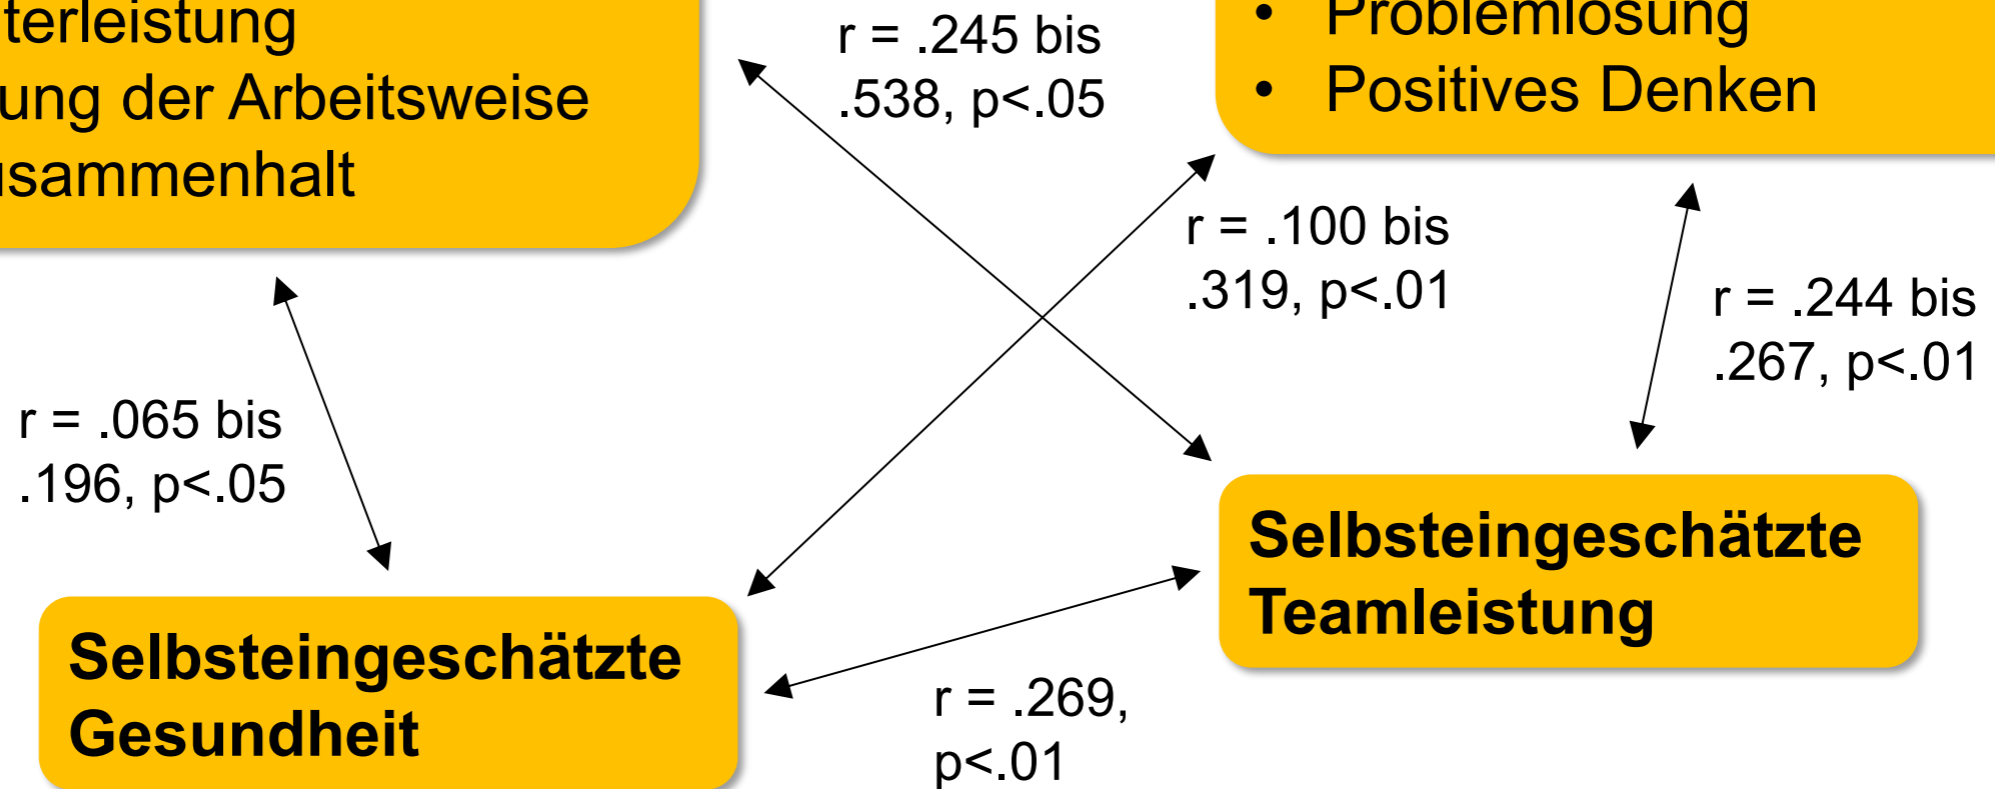 terleistung
ung der Arbeitsweise
sammenhalt
r = .245 bis
.538, p<.05
• Problemlösung
• Positives Denken
r = .100 bis
.319, p<.01
r = .244 bis
.267, p<.01
r = .065 bis
.196, p<.05
Selbsteingeschätzte
Teamleistung
Selbsteingeschätzte
Gesundheit
r = .269,
p<.01